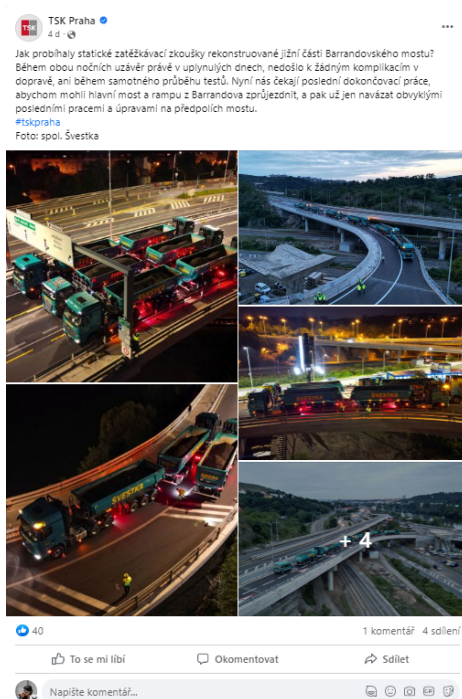 TSK Praha
4 d
Jak probíhaly statické zatěžkávací zkoušky rekonstruované jižní části Barrandovského mostu?
Během obou nočních uzávěr právě v uplynulých dnech, nedošlo k žádným komplikacím v
dopravě, ani během samotného průběhu testů. Nyní nás čekají poslední dokončovací práce,
abychom mohli hlavní most a rampu z Barrandova zprůjezdnit, a pak už jen navázat obvyklými
posledními pracemi a úpravami na předpolích mostu.
#tskpraha
Foto: spol. Švestka
TSK
ŠVESTKA
ŠVESTKA
ŠVESTKA
+ 4
40
1 komentář 4 sdílení
To se mi líbí
Okomentovat
Sdílet
Napište komentář...